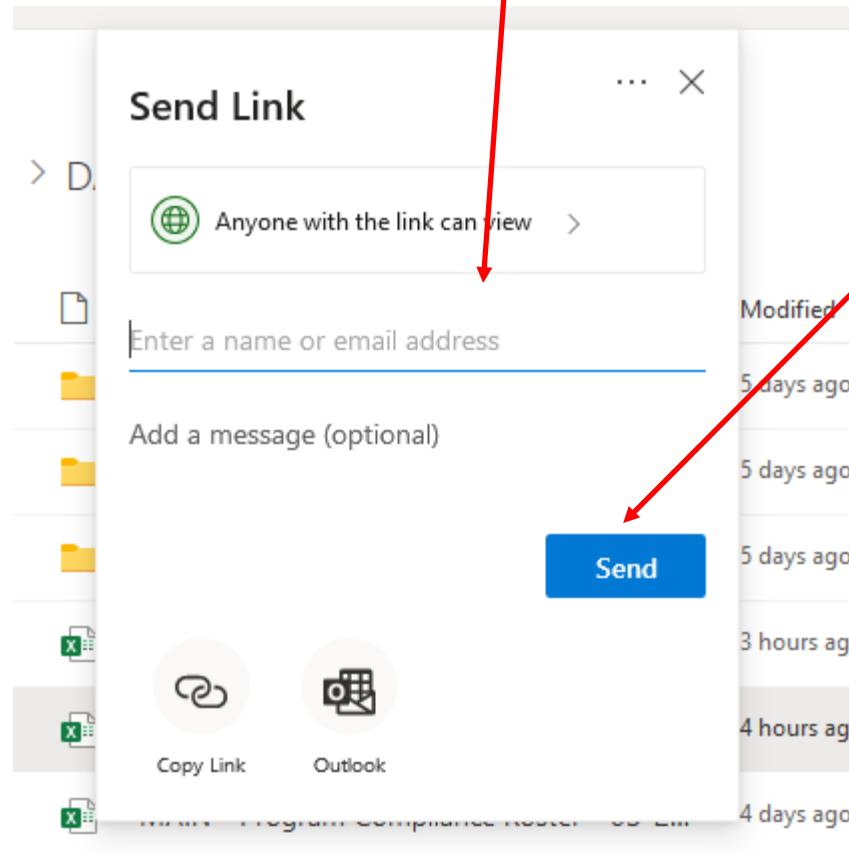 Send Link
D
Anyone with the link can view
Modified
Enter a name or email address
5 days ago
Add a message (optional)
5 days ago
Send
5 days ago
3 hours ag
4 hours ag
Copy Link
Outlook
4 days ago